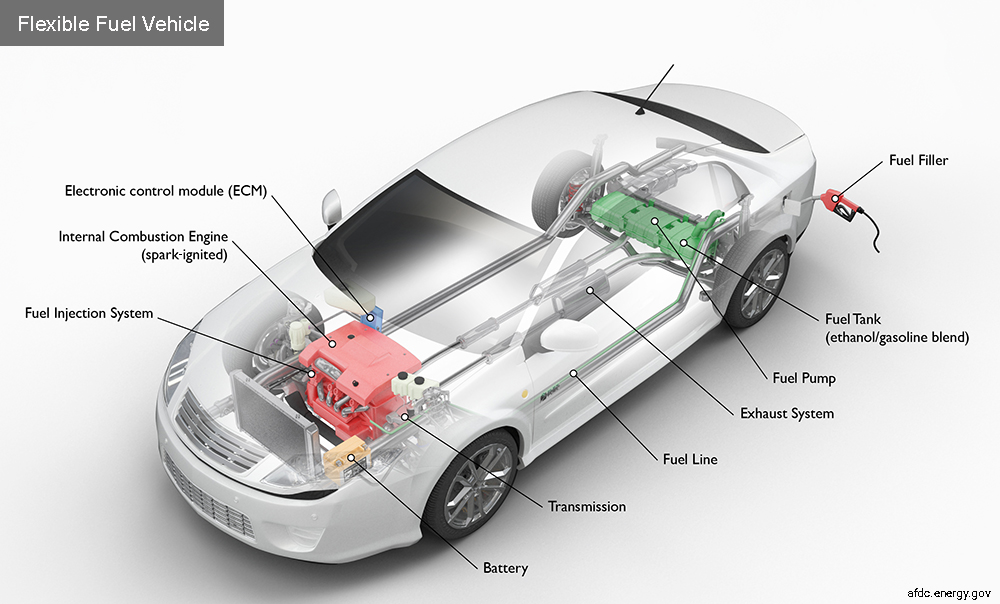 Flexible Fuel Vehicle
Fuel Filler
Electronic control module (ECM)
Internal Combustion Engine
(spark-ignited)
Fuel Injection System
Fuel Tank
(ethanol/gasoline blend)
Fuel Pump
Exhaust System
Fuel Line
Transmission
Battery
afdc.energy.gov